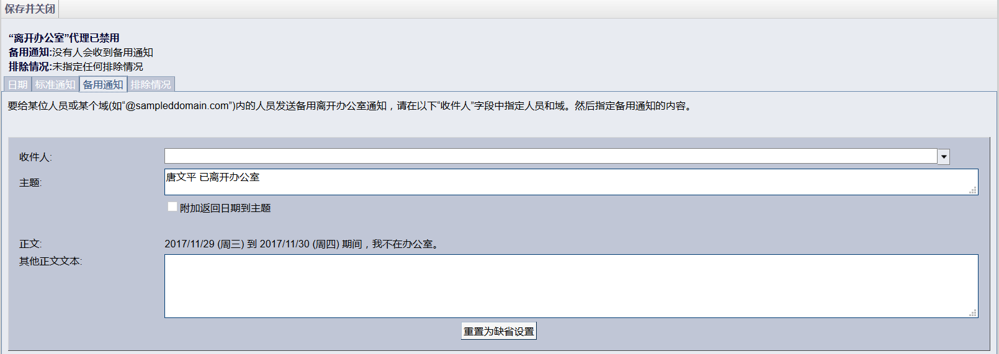 保存并关闭
“离开办公室”代理已禁用
备用通知:没有人会收到备用通知
排除情况:未指定任何排除情况
日期 标准通知 备用通知 排除情况
要给某位人员或某个域(如“@sampleddomain.com”)内的人员发送备用离开办公室通知，请在以下“收件人”字段中指定人员和域。然后指定备用通知的内容。
收件人:
主题: 唐文平 已离开办公室
附加返回日期到主题
正文: 2017/11/29 (周三) 到 2017/11/30 (周四) 期间，我不在办公室。
其他正文文本:
重置为缺省设置